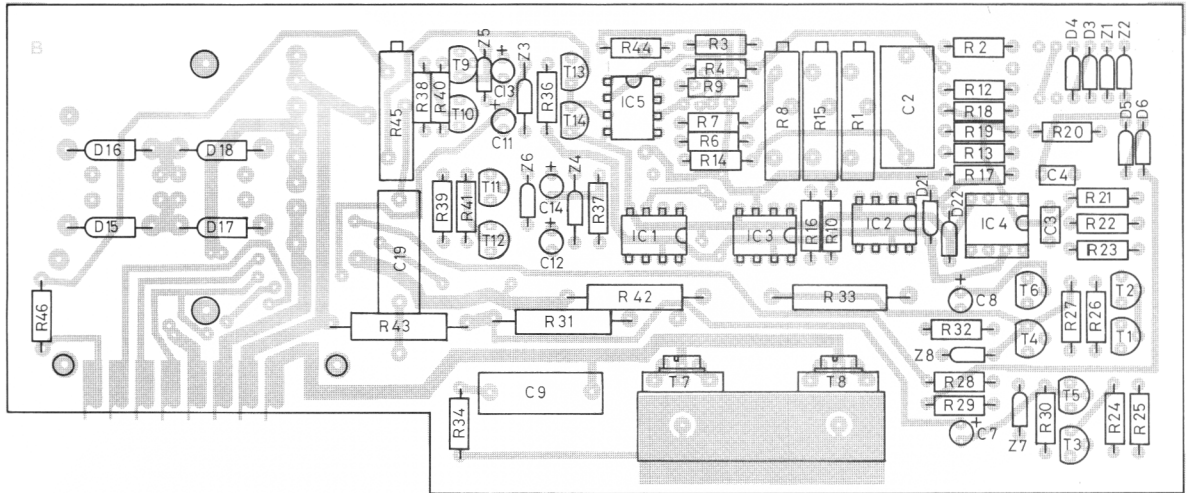 B
D16
D18
D15
D17
R46
R45
R38
R40
T9
T10
Z5
C13
C11
Z3
R36
T13
T14
R44
IC5
R3
R4
R9
R7
R6
R14
R8
R15
R1
C2
R2
R12
R18
R19
R13
R17
D4
D3
Z1
Z2
R20
D5
D6
C4
R39
R41
T11
T12
Z6
C14
C12
Z4
R37
C19
IC1
IC3
R16
R10
IC2
D21
D22
IC4
C3
R21
R22
R23
R43
R31
R42
R33
C8
T6
T4
R27
R26
T2
T1
R32
Z8
R28
R29
C7
Z7
R30
T5
T3
R24
R25
R34
C9
T7
T8